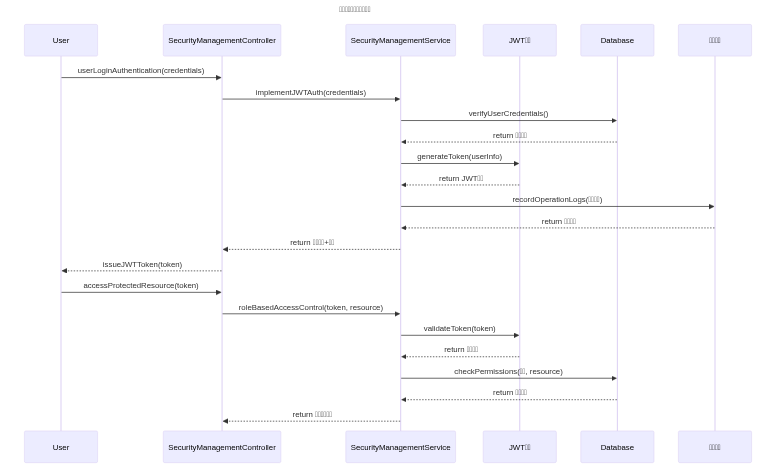 User
SecurityManagementController
SecurityManagementService
JWT
Database
userLoginAuthentication(credentials)
implementJWTAuth(credentials)
verifyUserCredentials()
return
generateToken(userInfo)
return JWT
recordOperationLogs(
return
return
issueJWTToken(token)
accessProtectedResource(token)
roleBasedAccessControl(token, resource)
validateToken(token)
return
checkPermissions(
, resource)
return
return
User
SecurityManagementController
SecurityManagementService
JWT
Database